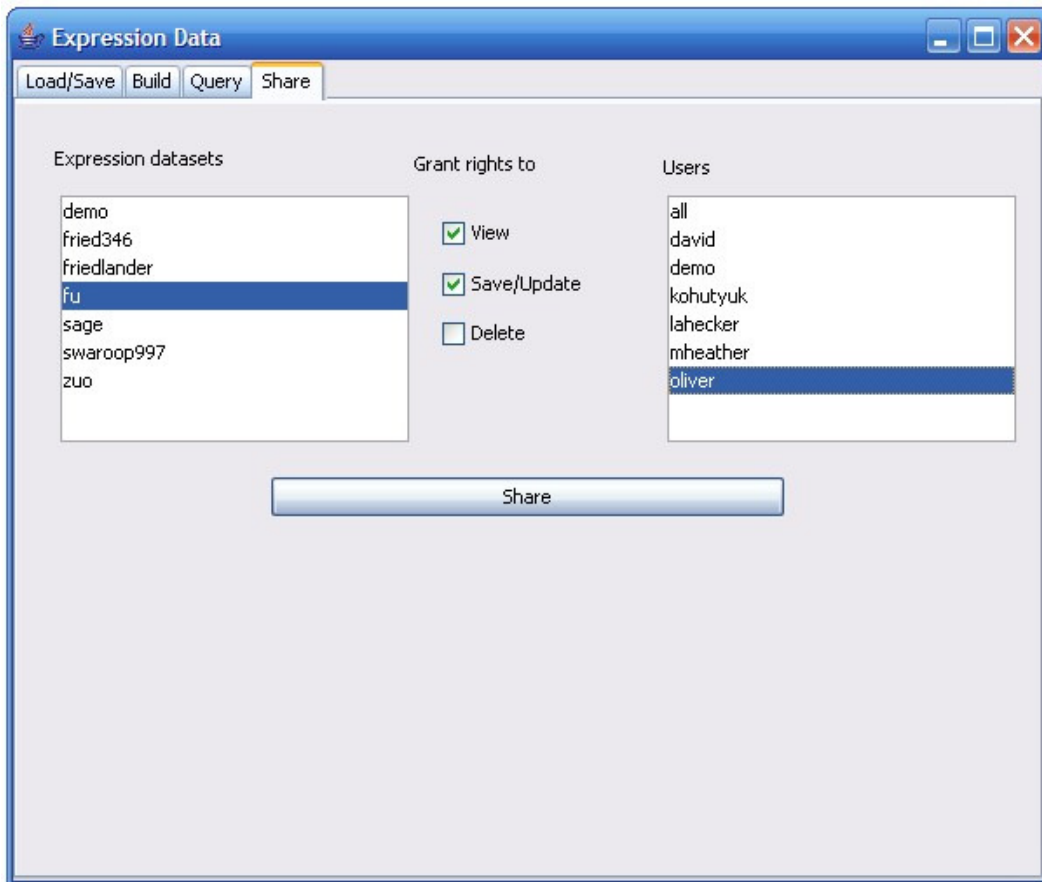 Expression Data
Load/Save Build Query Share
Expression datasets
demo
fried346
friedlander
fu
sage
swaroop997
zuo
Grant rights to
View
Save/Update
Delete
Users
all
david
demo
kohutyuk
lahecker
mheather
oliver
Share